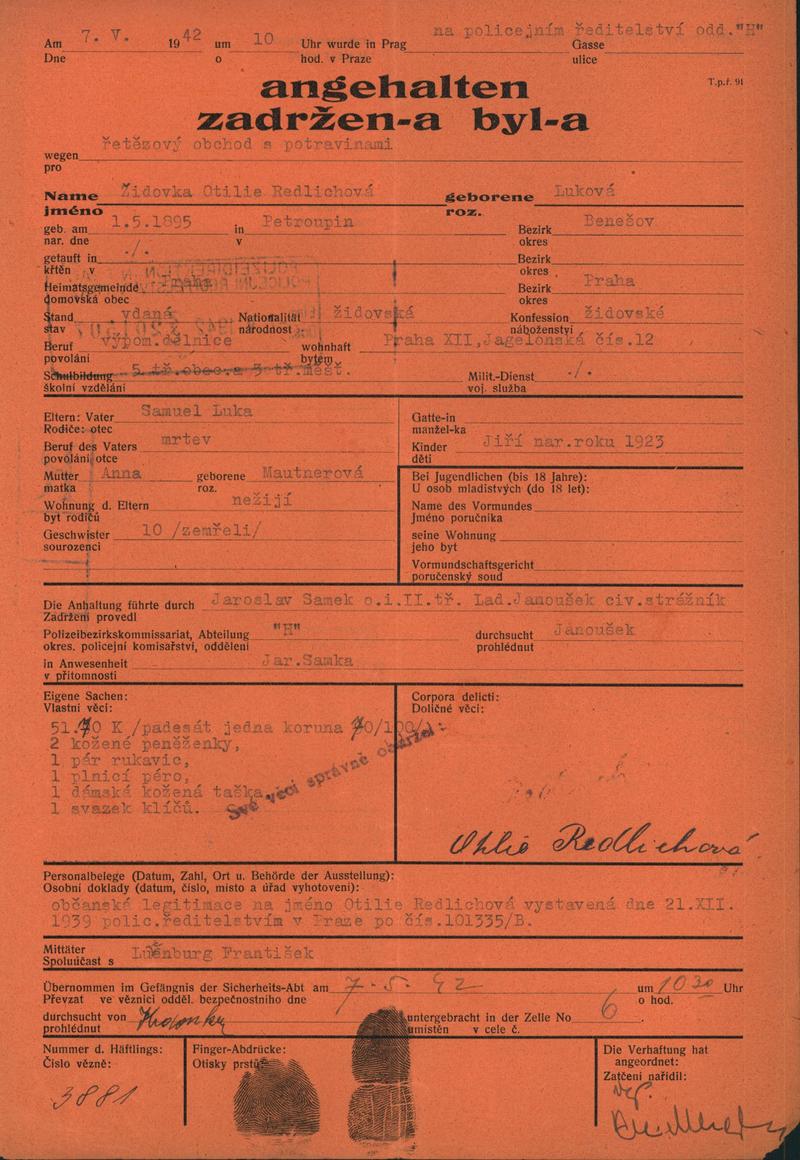 na policejním ředitelství odd."H"
Am 7. V. 1942 um 10 Uhr wurde in Prag Gasse
Dne o hod. v Praze ulice
T.p.ř. 91
angehalten
zadržen-a byl-a
řetězový obchod s potravinami
wegen
pro
Name Židovka Otilie Redlichová geborene Luková
jméno roz.
geb. am 1.5.1895 in Petroupin Bezirk Benešov
nar. dne v okres
getauft in -/- Bezirk
křtěn v okres
Heimatsgemeinde Praha Bezirk Praha
domovská obec okres
Stand vdaná Nationalität židovská Konfession židovské
stav národnost náboženství
Beruf výpom.dělnice wohnhaft Praha XII,Jagelonská čís.12
povolání bytem
Schulbildung 5 tř.obec.a 3 tř.měšť. Milit.-Dienst -/-
školní vzdělání voj. služba
Eltern: Vater Samuel Luka
Rodiče: otec
Beruf des Vaters mrtev
povolání otce
Mutter Anna geborene Mautnerová
matka roz.
Wohnung d. Eltern nežijí
byt rodičů
Geschwister 10 /zemřeli/
sourozenci
Gatte-in
manžel-ka
Kinder Jiří nar.roku 1923
děti
Bei Jugendlichen (bis 18 Jahre):
U osob mladistvých (do 18 let):
Name des Vormundes
Jméno poručníka
seine Wohnung
jeho byt
Vormundschaftsgericht
poručenský soud
Die Anhaltung führte durch Jaroslav Samek o.i.II.tř. Lad.Janoušek civ.strážník
Zadržení provedl
Polizeibezirkskommissariat, Abteilung "H" durchsucht Janoušek
okres. policejní komisařství, oddělení prohlédnut
in Anwesenheit Jar.Samka
v přítomnosti
Eigene Sachen:
Vlastní věci:
51.70 K /padesát jedna koruna 70/100/
2 kožené peněženky,
1 pár rukavic,
1 plnicí péro,
1 dámská kožená taška,
1 svazek klíčů.
Své věci správně obdržel:
Corpora delicti:
Doličné věci:
Otilie Redlichová
Personalbelege (Datum, Zahl, Ort u. Behörde der Ausstellung):
Osobní doklady (datum, číslo, místo a úřad vyhotovení):
občanská legitimace na jméno Otilie Redlichová vystavená dne 21.XII.
1939 polic.ředitelstvím v Praze po čís.101335/B.
Mittäter František
Spoluúčast s
Übernommen im Gefängnis der Sicherheits-Abt am 7-5-42 um 10 30 Uhr
Převzat ve věznici odděl. bezpečnostního dne o hod.
durchsucht von untergebracht in der Zelle No 6
prohlédnut umístěn v cele č.
Nummer d. Häftlings:
Číslo vězně:
3881
Finger-Abdrücke:
Otisky prstů:
Die Verhaftung hat
angeordnet:
Zatčení nařídil: